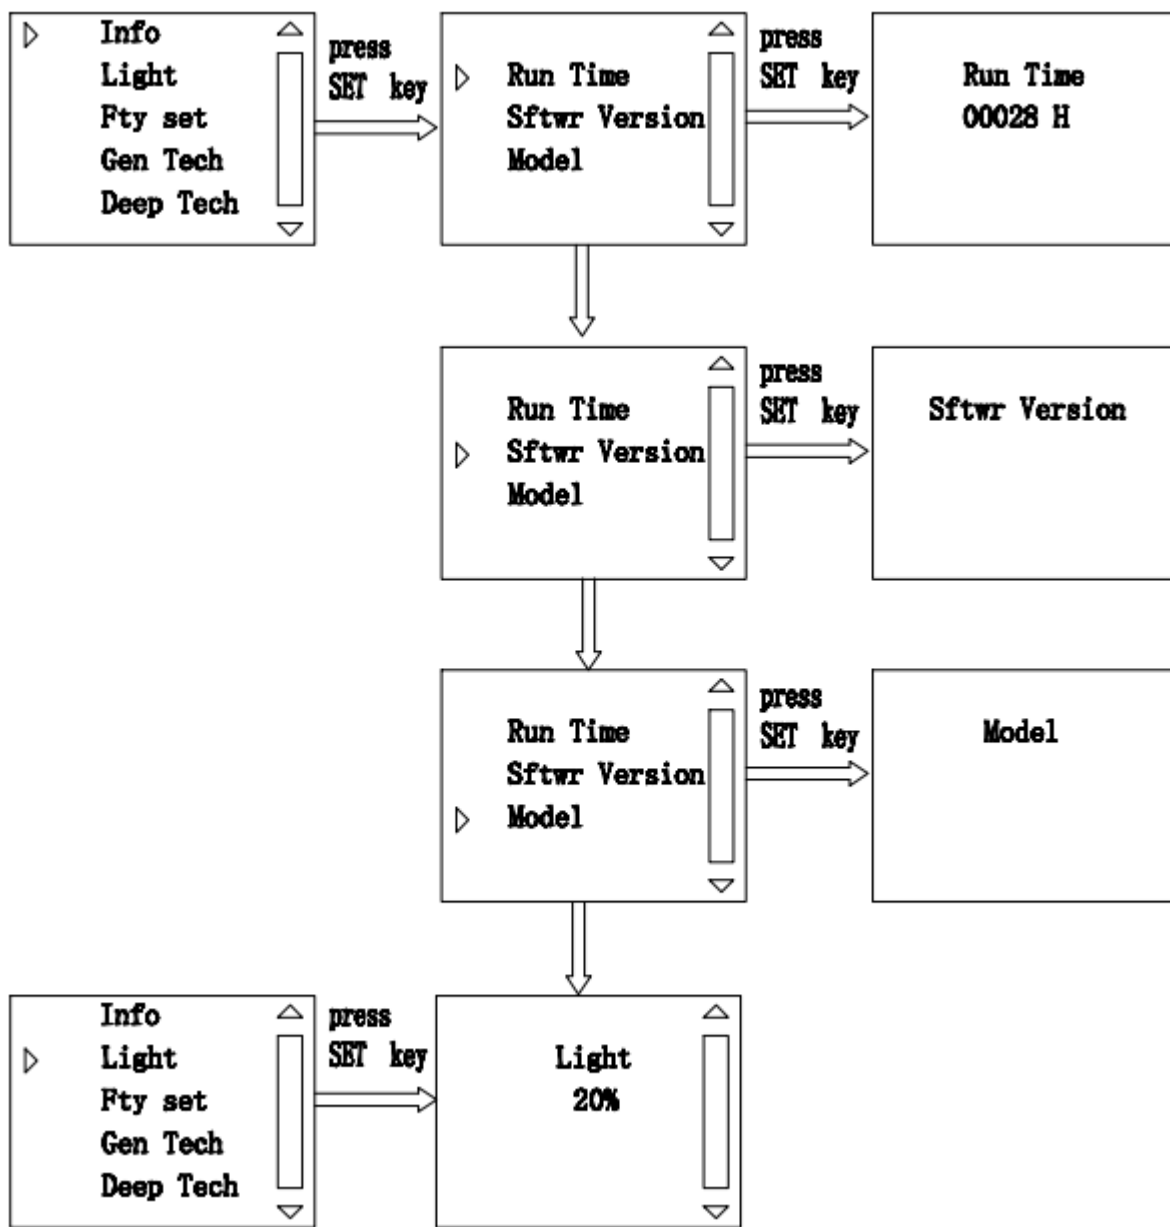 Info
Light
Fty set
Gen Tech
Deep Tech
press
SET key
Run Time
Sftwr Version
Model
press
SET key
Run Time
00028 H
Run Time
Sftwr Version
Model
press
SET key
Sftwr Version
Run Time
Sftwr Version
Model
press
SET key
Model
Info
Light
Fty set
Gen Tech
Deep Tech
press
SET key
Light
20%